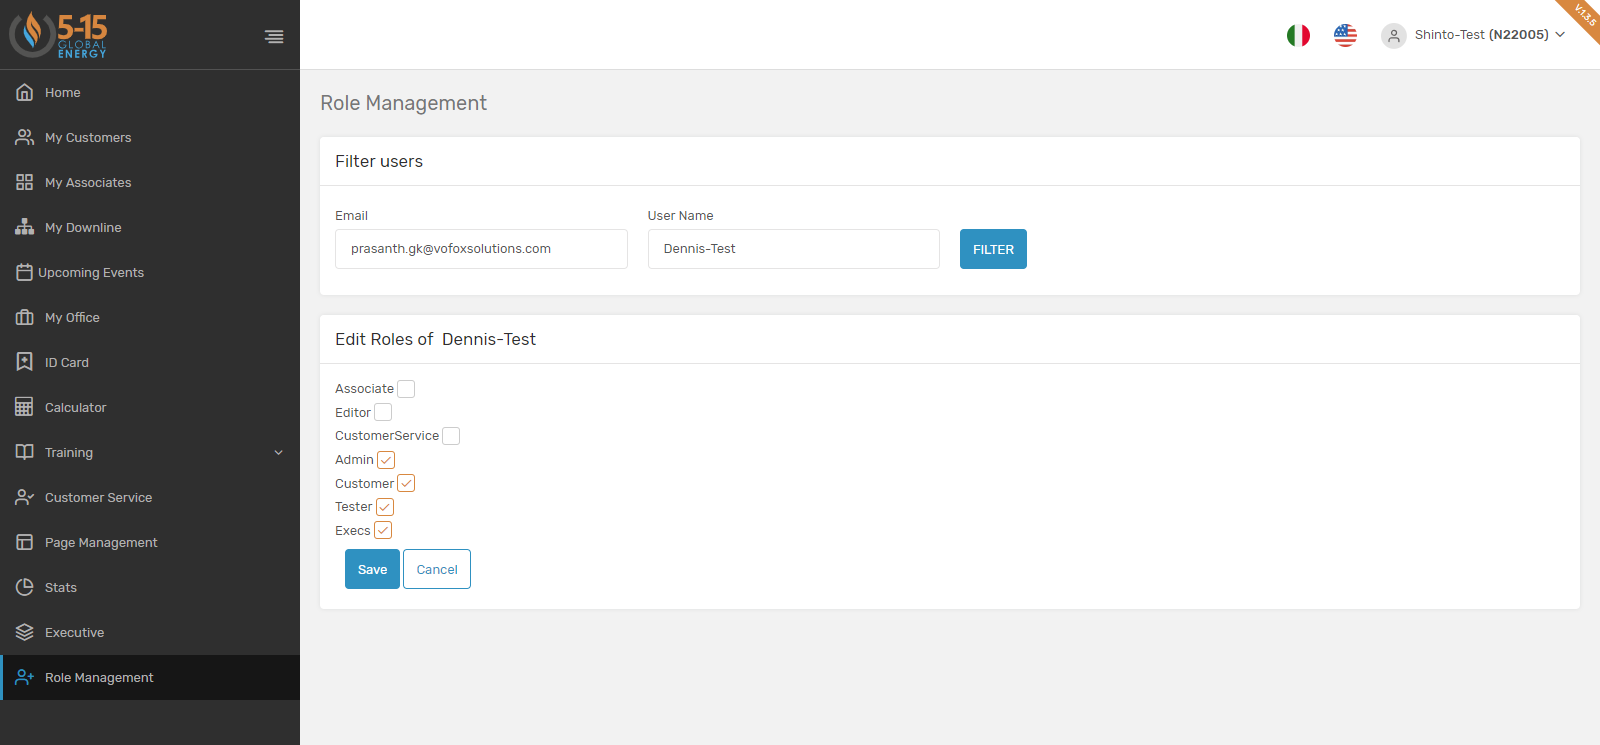 5-15
GLOBAL
ENERGY
Shinto-Test (N22005)
V.1.3.5
Home
My Customers
My Associates
My Downline
Upcoming Events
My Office
ID Card
Calculator
Training
Customer Service
Page Management
Stats
Executive
Role Management
Role Management
Filter users
Email
User Name
prasanth.gk@vofoxsolutions.com
Dennis-Test
FILTER
Edit Roles of Dennis-Test
Associate
Editor
CustomerService
Admin
Customer
Tester
Execs
Save
Cancel